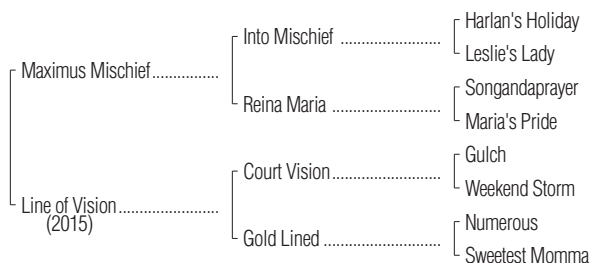 Harlan's Holiday
Into Mischief ........................
Leslie's Lady
Maximus Mischief................
Songandaprayer
Reina Maria ..........................
Maria's Pride
Gulch
Court Vision..........................
Weekend Storm
Line of Vision ........................
(2015)
Numerous
Gold Lined ............................
Sweetest Momma